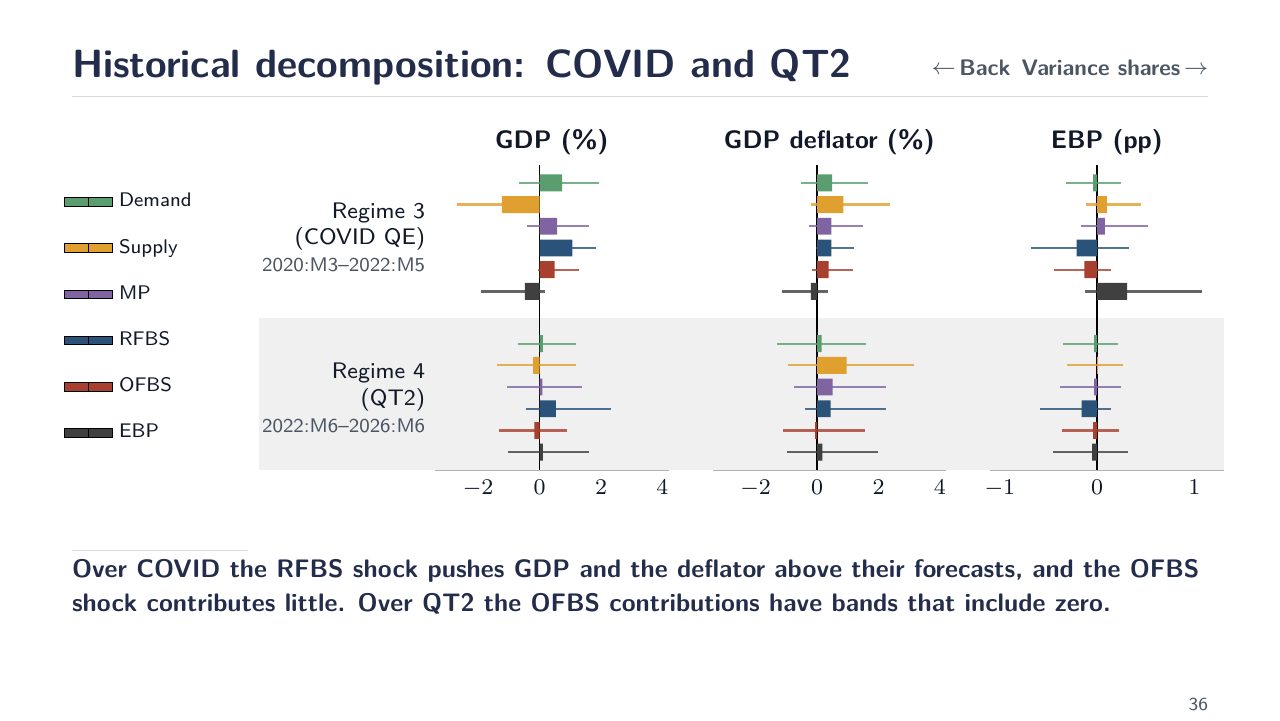 Historical decomposition: COVID and QT2
← Back Variance shares →
GDP (%)
GDP deflator (%)
EBP (pp)
Demand
Supply
MP
RFBS
OFBS
EBP
Regime 3
(COVID QE)
2020:M3–2022:M5
Regime 4
(QT2)
2022:M6–2026:M6
−2 0 2 4
−2 0 2 4
−1 0 1
Over COVID the RFBS shock pushes GDP and the deflator above their forecasts, and the OFBS
shock contributes little. Over QT2 the OFBS contributions have bands that include zero.
36